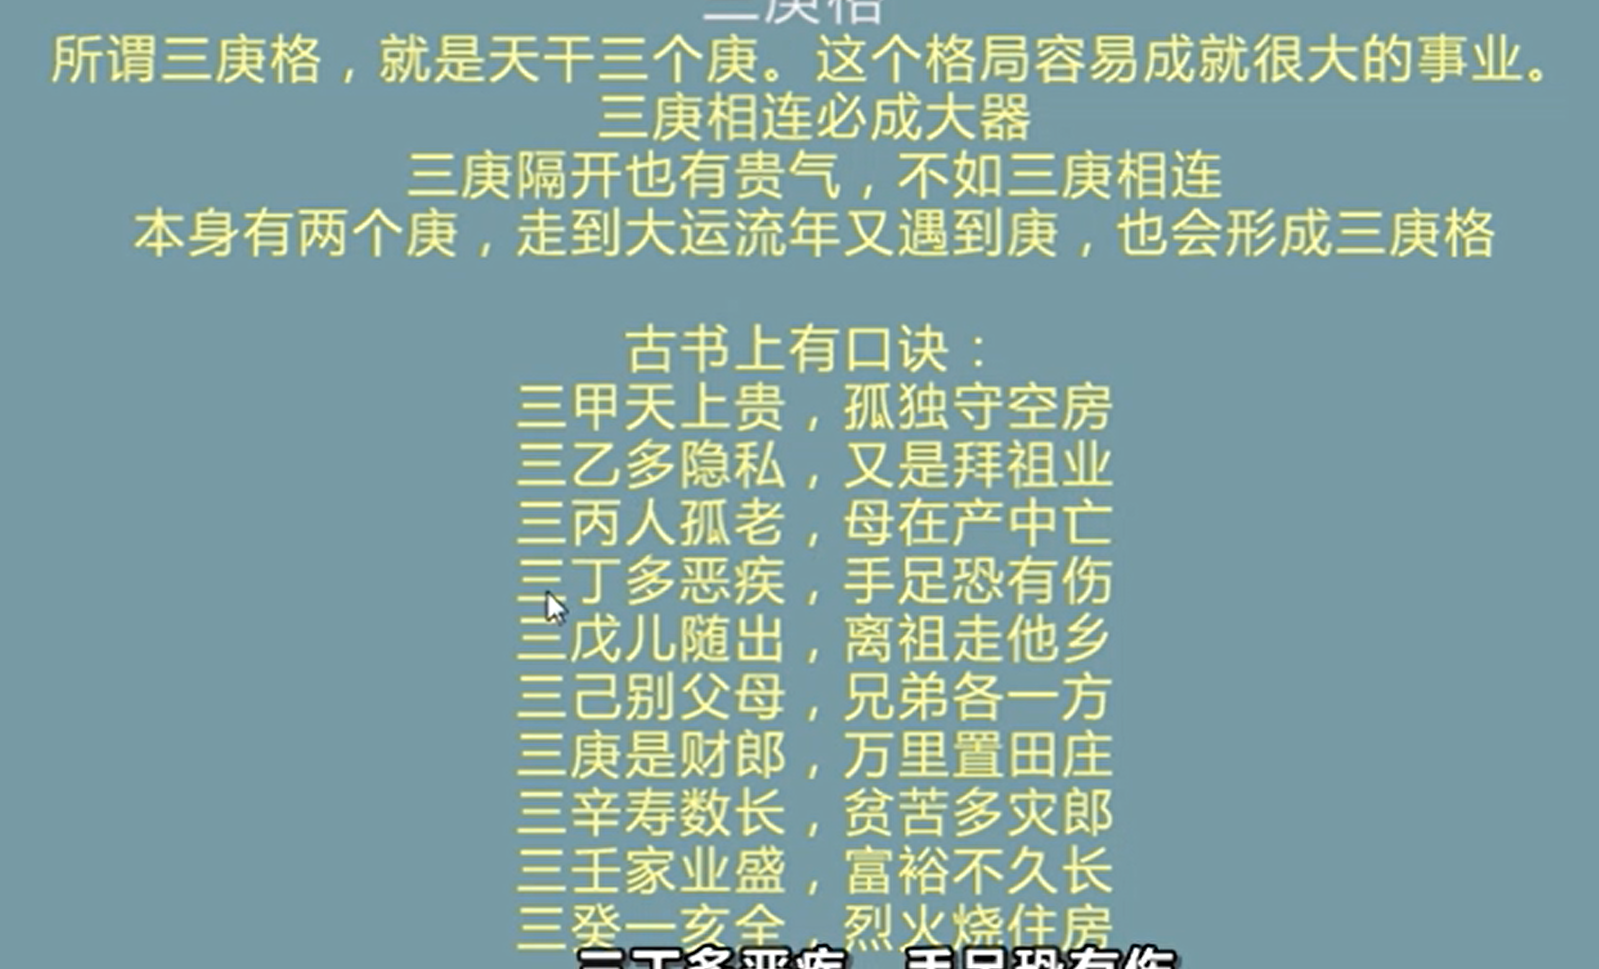 三庚格
所谓三庚格，就是天干三个庚。这个格局容易成就很大的事业。
三庚相连必成大器
三庚隔开也有贵气，不如三庚相连
本身有两个庚，走到大运流年又遇到庚，也会形成三庚格
古书上有口诀：
三甲天上贵，孤独守空房
三乙多隐私，又是拜祖业
三丙人孤老，母在产中亡
三丁多恶疾，手足恐有伤
三戊儿随出，离祖走他乡
三己别父母，兄弟各一方
三庚是财郎，万里置田庄
三辛寿数长，贫苦多灾郎
三壬家业盛，富裕不久长
三癸一亥全，烈火烧住房
三丁多恶疾 手足恐有伤